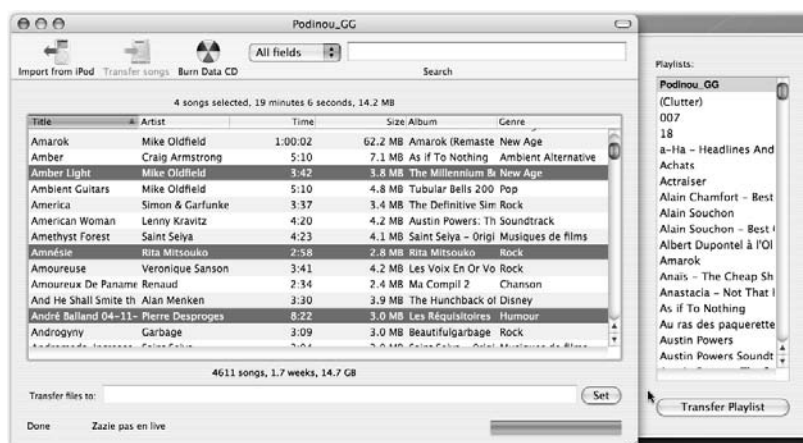 Podinou_GG
Import from iPod Transfer songs Burn Data CD All fields Search
4 songs selected, 19 minutes 6 seconds, 14.2 MB
Title Artist Time Size Album Genre
Amarok Mike Oldfield 1:00:02 62.2 MB Amarok (Remaste New Age
Amber Craig Armstrong 5:10 7.1 MB As if To Nothing Ambient Alternative
Amber Light Mike Oldfield 3:42 3.8 MB The Millennium Be New Age
Ambient Guitars Mike Oldfield 5:10 4.8 MB Tubular Bells 200 Pop
America Simon & Garfunke 3:37 3.4 MB The Definitive Sim Rock
American Woman Lenny Kravitz 4:20 4.2 MB Austin Powers: Th Soundtrack
Amethyst Forest Saint Seiya 4:23 4.1 MB Saint Seiya - Origi Musiques de films
Amnésie Rita Mitsouko 2:58 2.8 MB Rita Mitsouko Rock
Amoureuse Veronique Sanson 3:41 4.2 MB Les Voix En Or Vo Rock
Amoureux De Paname Renaud 2:34 2.4 MB Ma Compil 2 Chanson
And He Shall Smite th Alan Menken 3:30 3.9 MB The Hunchback of Disney
André Balland 04-11- Pierre Desproges 8:22 3.0 MB Les Réquisitoires Humour
Androgyny Garbage 3:09 3.0 MB Beautifulgarbage Rock
4611 songs, 1.7 weeks, 14.7 GB
Transfer files to: Set
Done Zazie pas en live
Playlists:
Podinou_GG
(Clutter)
007
18
a-Ha - Headlines And
Achats
Actraiser
Alain Chamfort - Best
Alain Souchon
Alain Souchon - Best
Albert Dupontel à l'Ol
Amarok
Anaïs - The Cheap Sh
Anastacia - Not That
As if To Nothing
Au ras des paquerette
Austin Powers
Austin Powers Soundt
Transfer Playlist